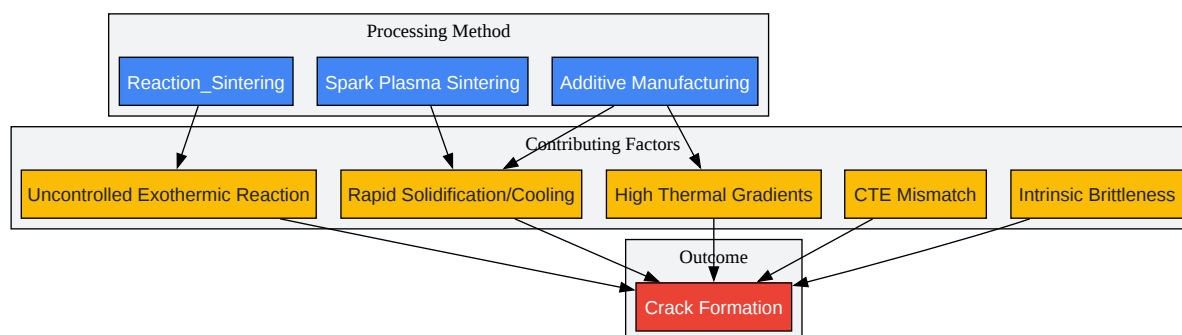 Processing Method
Reaction_Sintering
Spark Plasma Sintering
Additive Manufacturing
Contributing Factors
Uncontrolled Exothermic Reaction
Rapid Solidification/Cooling
High Thermal Gradients
CTE Mismatch
Intrinsic Brittleness
Outcome
Crack Formation